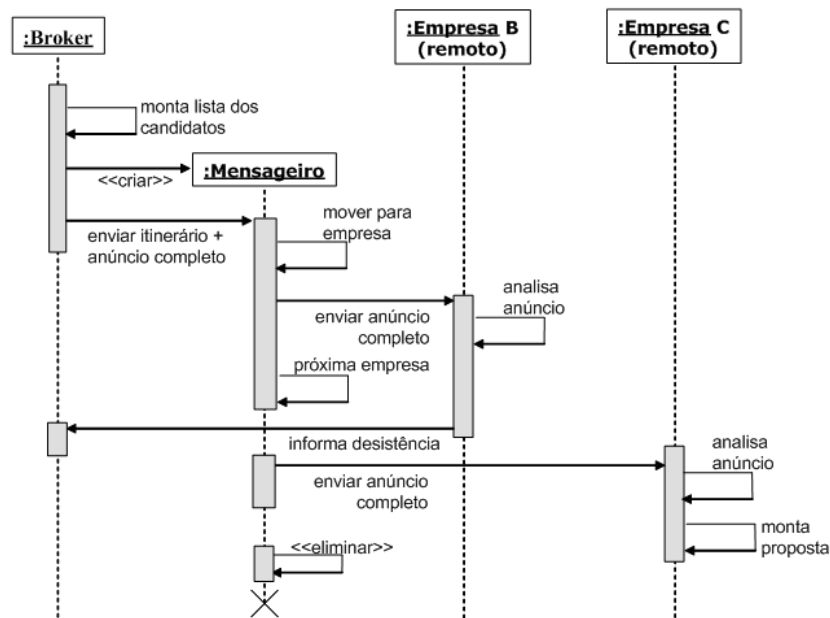 :Broker
:Empresa B
(remoto)
:Empresa C
(remoto)
monta lista dos
candidatos
<<criar>>
:Mensageiro
enviar itinerário +
anúncio completo
mover para
empresa
enviar anúncio
completo
analisa
anúncio
próxima empresa
informa desistência
enviar anúncio
completo
analisa
anúncio
monta
proposta
<<eliminar>>